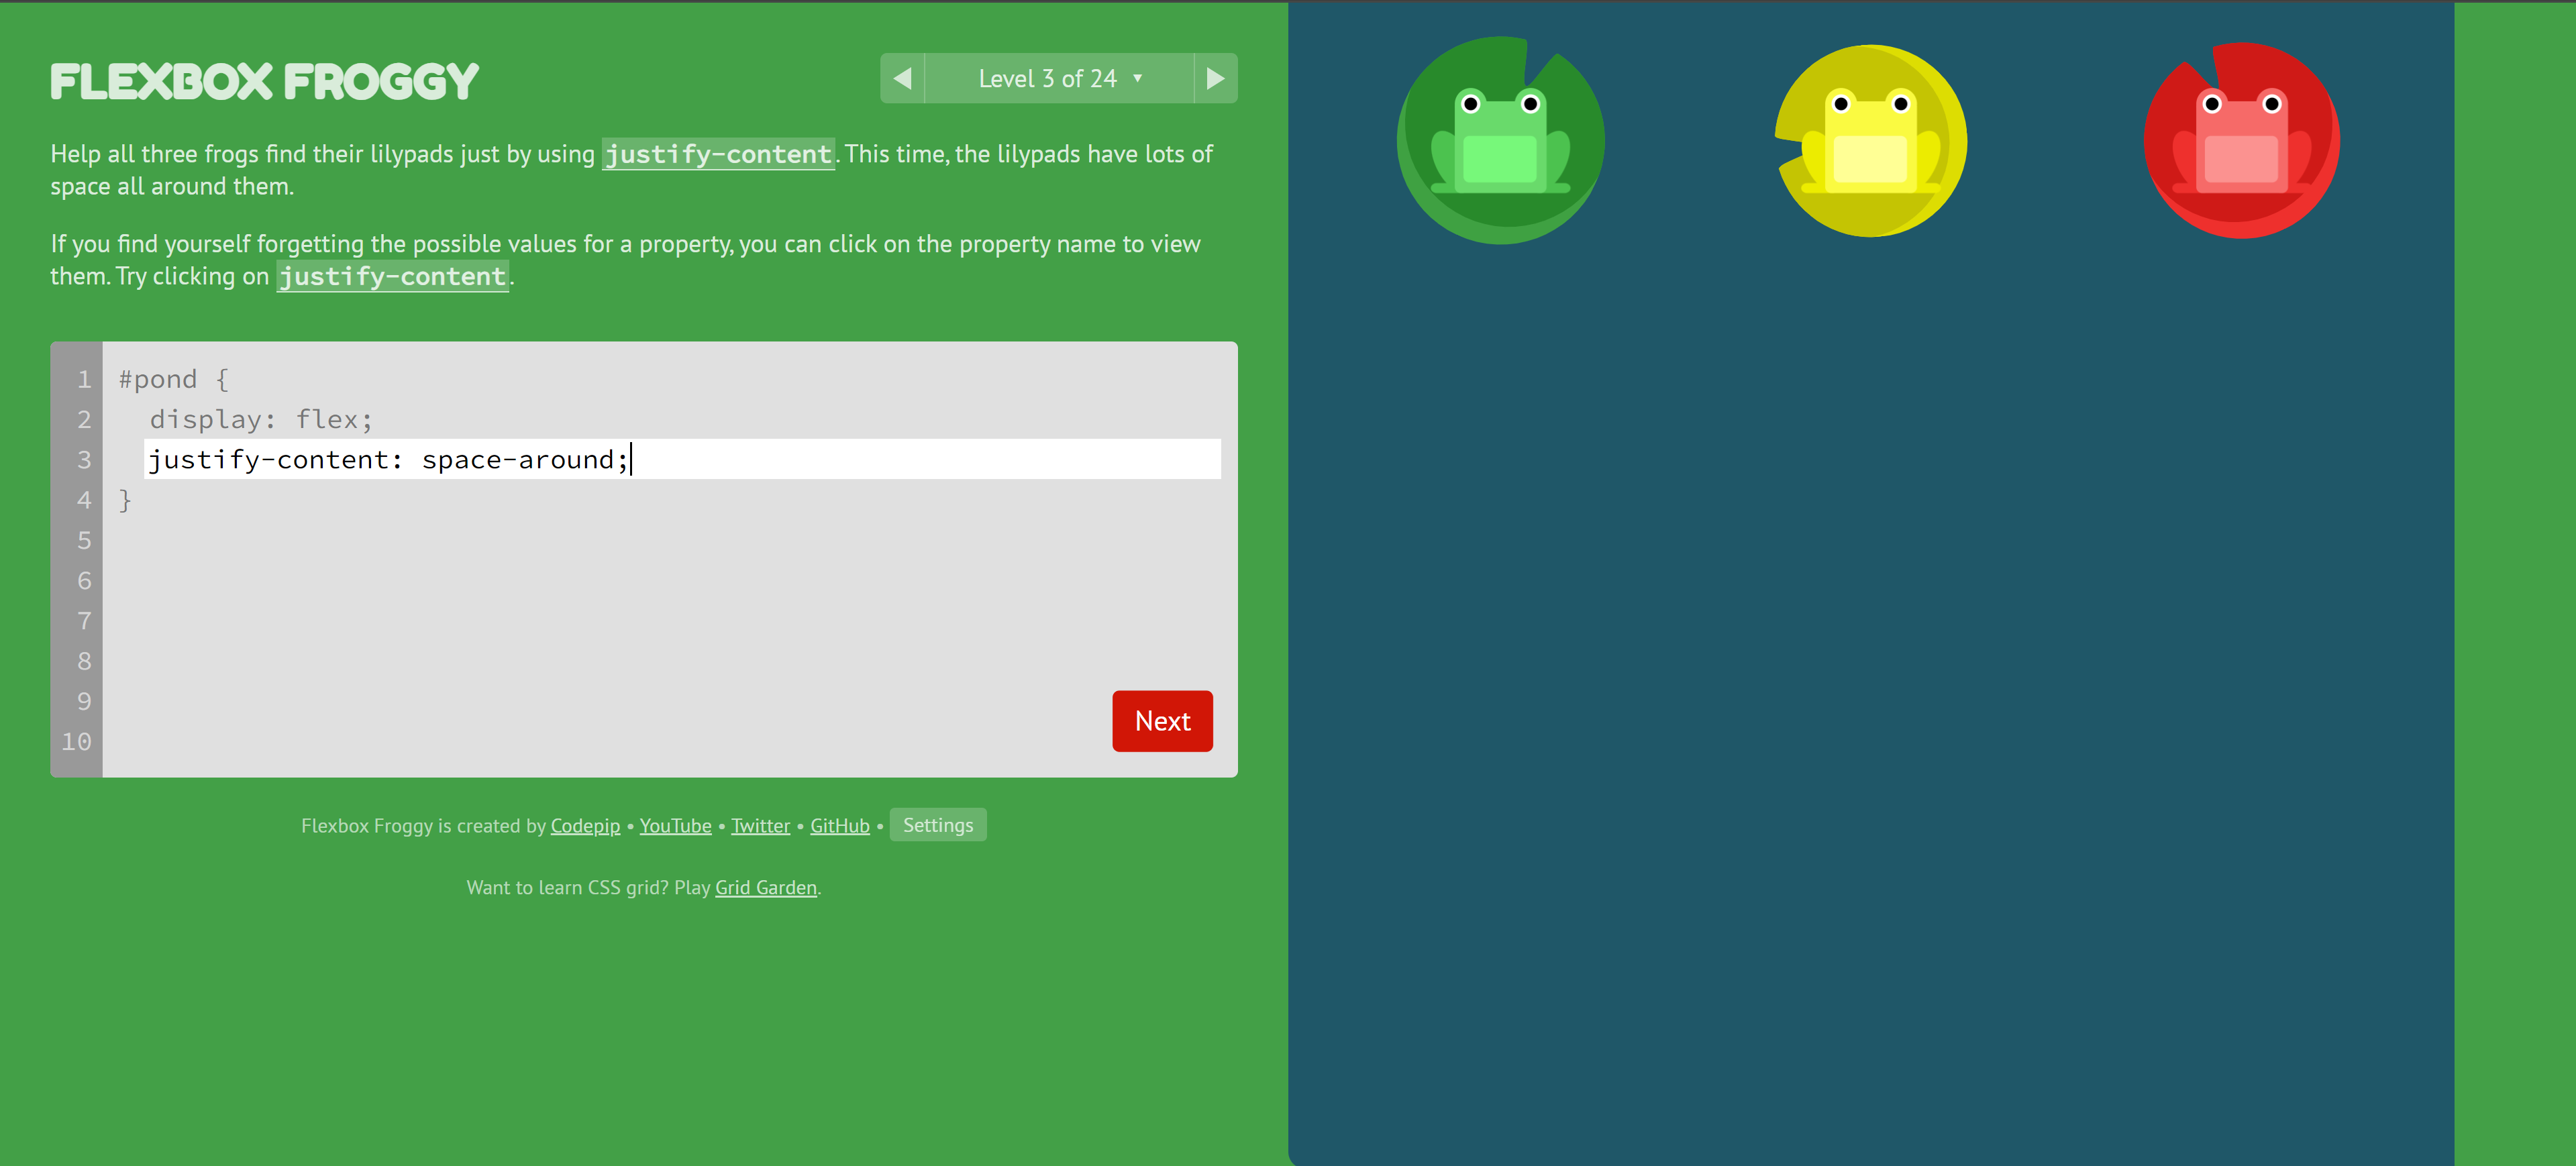 FLEXBOX FROGGY
◀ Level 3 of 24 ▼ ▶
Help all three frogs find their lilypads just by using justify-content. This time, the lilypads have lots of
space all around them.
If you find yourself forgetting the possible values for a property, you can click on the property name to view
them. Try clicking on justify-content.
1 #pond {
2 display: flex;
3 justify-content: space-around;
4 }
5
6
7
8
9
10
Next
Flexbox Froggy is created by Codepip • YouTube • Twitter • GitHub • Settings
Want to learn CSS grid? Play Grid Garden.